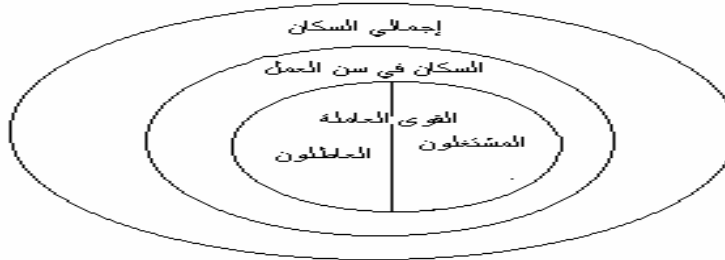 إجمالي السكان
السكان في سن العمل
القوى العاملة
المشتغلون
العاطلون